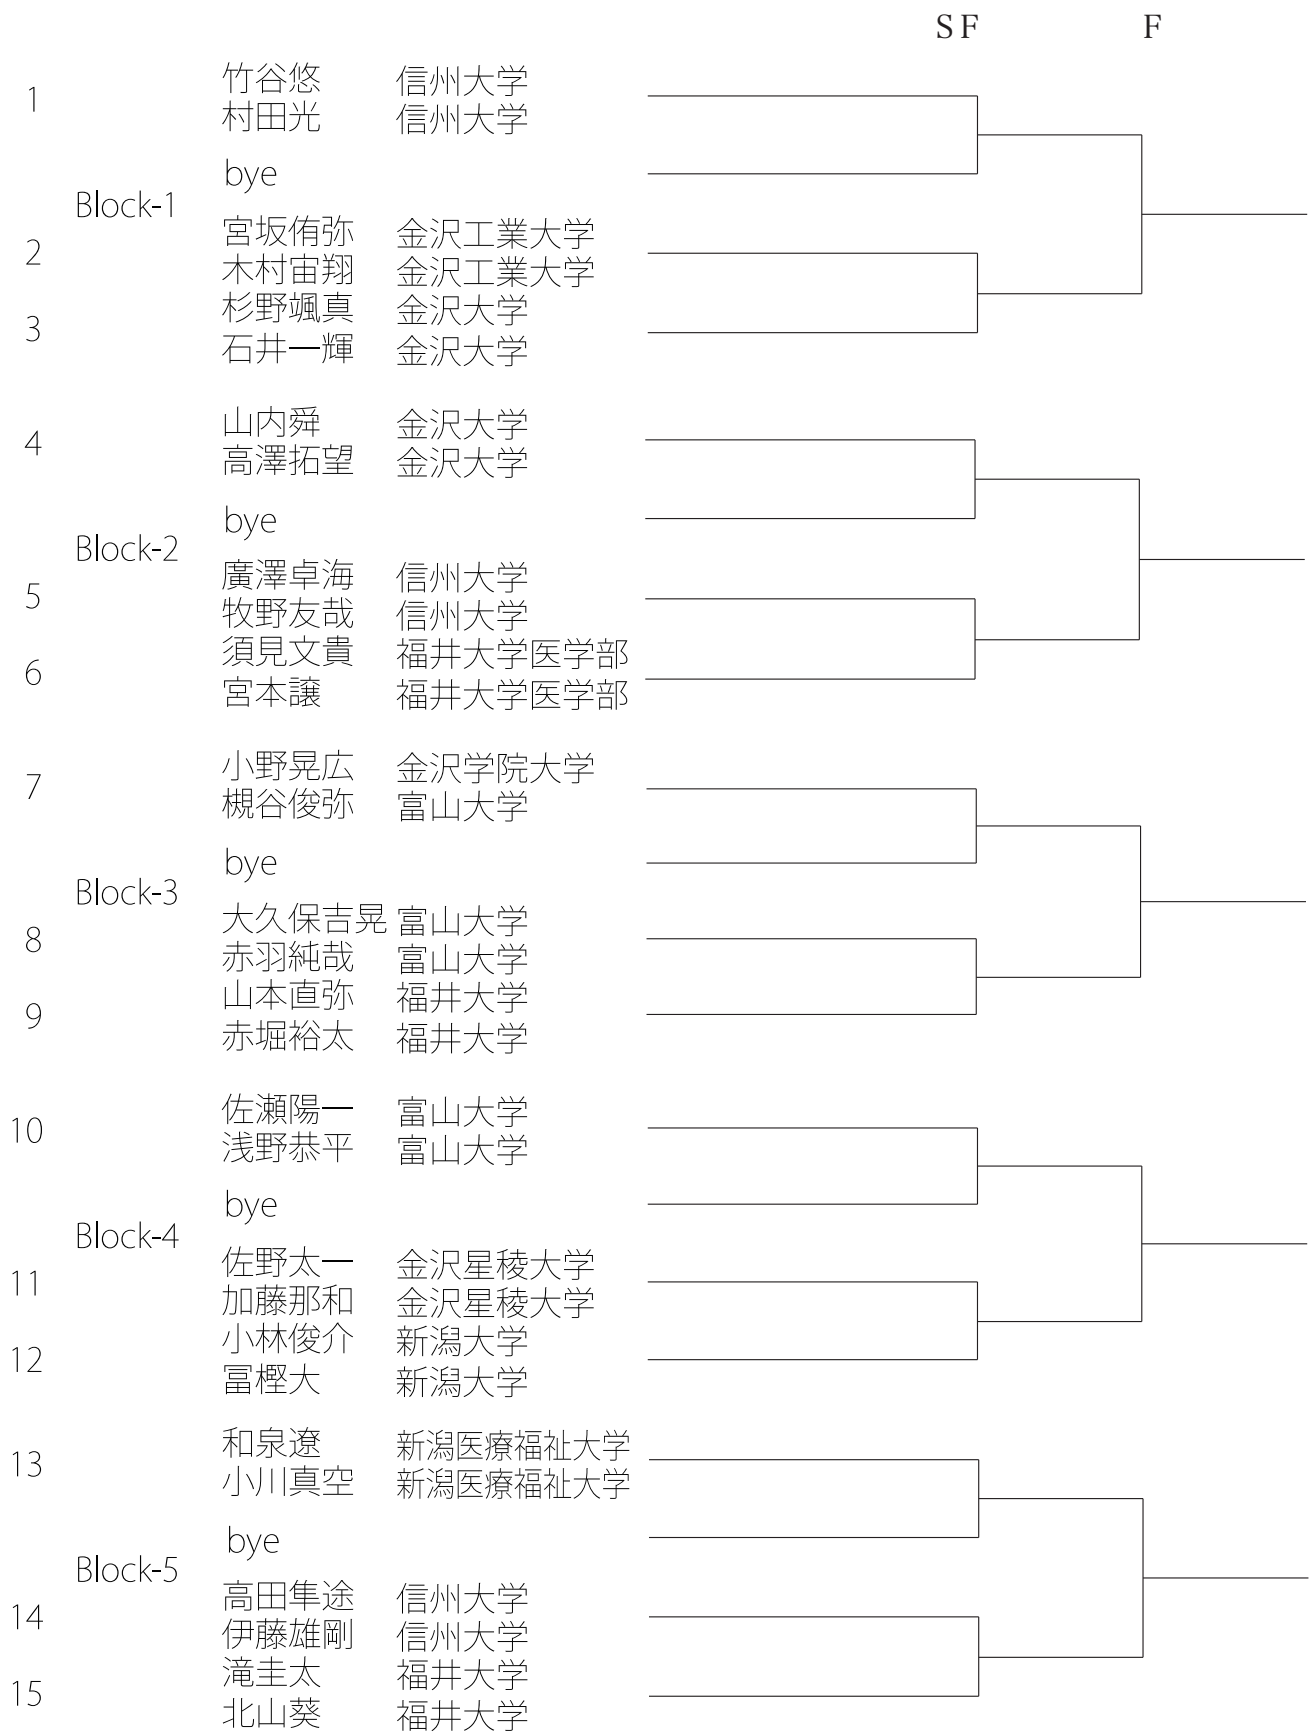 SF F
1
竹谷悠 信州大学
村田光 信州大学
bye
Block-1
2
宮坂侑弥 金沢工業大学
木村宙翔 金沢工業大学
3
杉野颯真 金沢大学
石井一輝 金沢大学
4
山内舜 金沢大学
高澤拓望 金沢大学
bye
Block-2
5
廣澤卓海 信州大学
牧野友哉 信州大学
6
須見文貴 福井大学医学部
宮本譲 福井大学医学部
7
小野晃広 金沢学院大学
槻谷俊弥 富山大学
bye
Block-3
8
大久保吉晃 富山大学
赤羽純哉 富山大学
9
山本直弥 福井大学
赤堀裕太 福井大学
10
佐瀬陽一 富山大学
浅野恭平 富山大学
bye
Block-4
11
佐野太一 金沢星稜大学
加藤那和 金沢星稜大学
12
小林俊介 新潟大学
冨樫大 新潟大学
13
和泉遼 新潟医療福祉大学
小川真空 新潟医療福祉大学
bye
Block-5
14
高田隼途 信州大学
伊藤雄剛 信州大学
15
滝圭太 福井大学
北山葵 福井大学